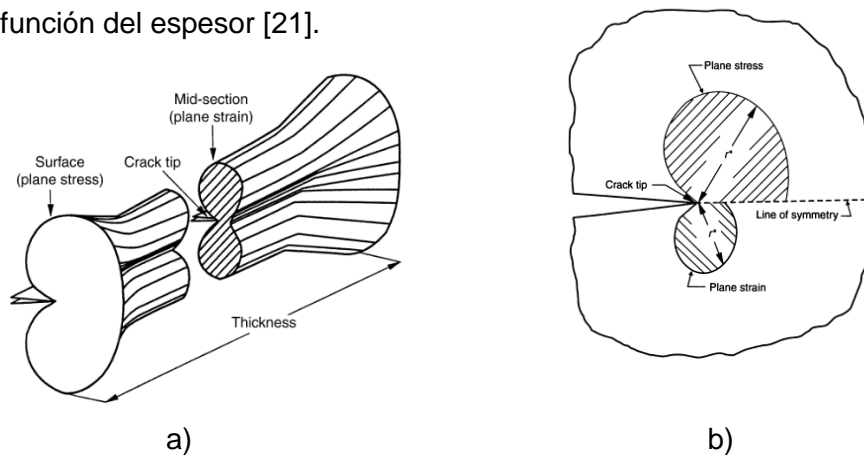 función del espesor [21].
Mid-section
(plane strain)
Surface
(plane stress)
Crack tip
Thickness
a)
Plane stress
r*
Crack tip
Line of symmetry
r*
Plane strain
b)